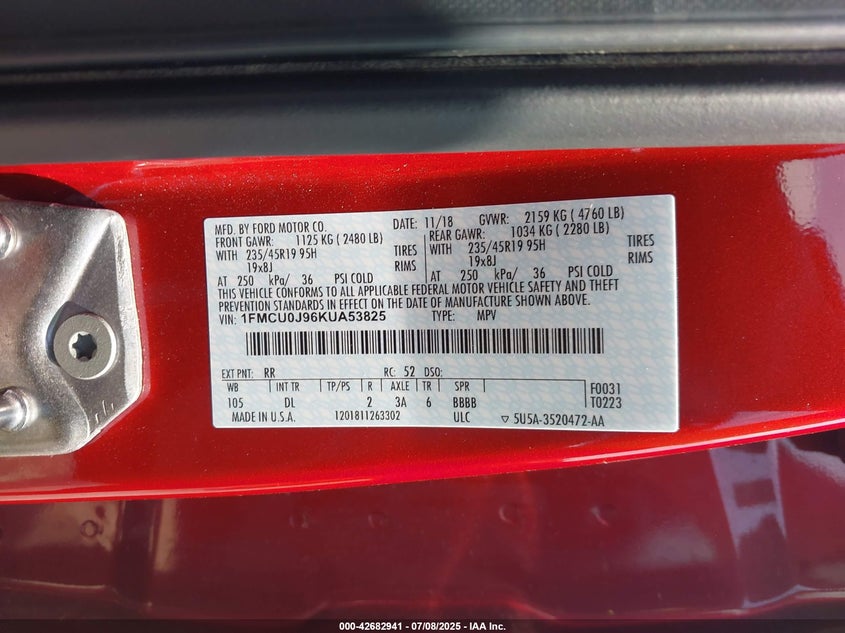 MFD. BY FORD MOTOR CO. DATE: 11/18 GVWR: 2159 KG ( 4760 LB)
FRONT GAWR: 1125 KG ( 2480 LB) REAR GAWR: 1034 KG ( 2280 LB)
WITH 235/45R19 95H TIRES WITH 235/45R19 95H TIRES
19x8J RIMS 19x8J RIMS
AT 250 kPa/ 36 PSI COLD AT 250 kPa/ 36 PSI COLD
THIS VEHICLE CONFORMS TO ALL APPLICABLE FEDERAL MOTOR VEHICLE SAFETY AND THEFT
PREVENTION STANDARDS IN EFFECT ON THE DATE OF MANUFACTURE SHOWN ABOVE.
VIN: 1FMCU0J96KUA53825 TYPE: MPV
EXT PNT: RR RC: 52 DSO:
WB INT TR TP/PS R AXLE TR SPR F0031
105 DL 2 3A 6 BBBB T0223
MADE IN U.S.A. 1201811263302 ULC ▽ 5U5A-3520472-AA
000-42682941 - 07/08/2025 - IAA Inc.